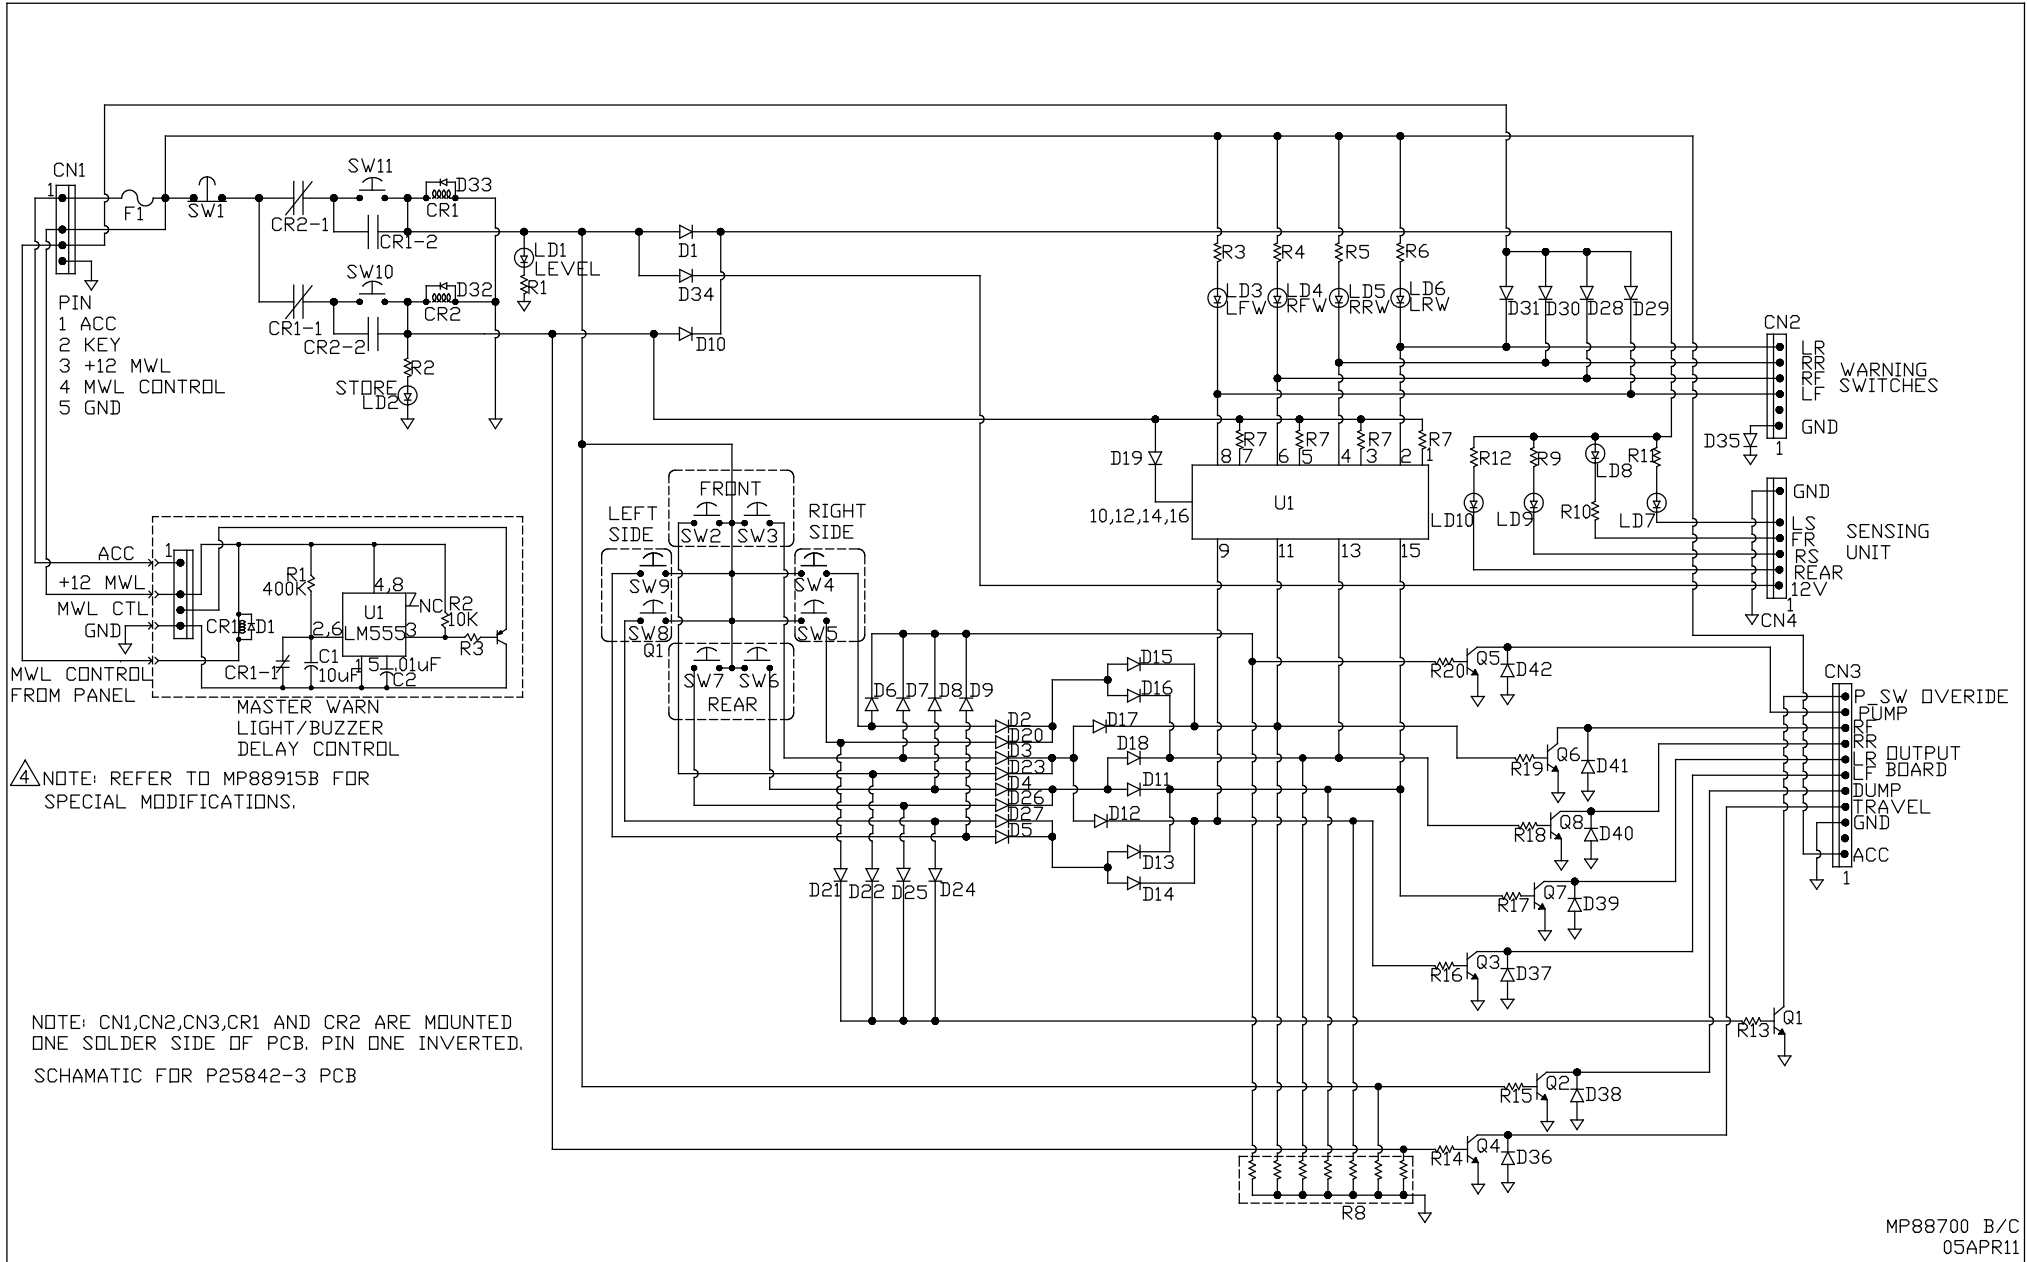 CN1
1
F1
SW1
CR2-1
SW11
D33
CR1
CR1-2
SW10
D32
CR2
CR1-1
CR2-2
R2
STORE
LD2
LD1
LEVEL
R1
D1
D34
D10
PIN
1 ACC
2 KEY
3 +12 MWL
4 MWL CONTROL
5 GND
R3
R4
R5
R6
LD3
LFW
LD4
RFW
LD5
RRW
LD6
LRW
D31
D30
D28
D29
CN2
LR
RR
RF
LF
GND
1
WARNING
SWITCHES
D35
D19
R7
R7
R7
R7
8
7
6
5
4
3
2
1
U1
10,12,14,16
9
11
13
15
R12
R9
LD8
R11
LD10
LD9
R10
LD7
GND
LS
FR
RS
REAR
12V
1
CN4
SENSING
UNIT
FRONT
SW2
SW3
LEFT
SIDE
RIGHT
SIDE
SW9
SW4
SW8
SW5
Q1
SW7
SW6
REAR
ACC
+12 MWL
MWL CTL
GND
1
R1
400K
CR1
D1
2,6
U1
LM555
4,8
3
NC
R2
10K
R3
CR1-1
C1
10uF
1
5
.01uF
C2
MWL CONTROL
FROM PANEL
MASTER WARN
LIGHT/BUZZER
DELAY CONTROL
4
NOTE: REFER TO MP88915B FOR
SPECIAL MODIFICATIONS.
D6
D7
D8
D9
D2
D20
D3
D23
D4
D26
D27
D5
D15
D16
D17
D18
D11
D12
D13
D14
D21
D22
D25
D24
R20
Q5
D42
R19
Q6
D41
R18
Q8
D40
R17
Q7
D39
R16
Q3
D37
R13
Q1
R15
Q2
D38
R14
Q4
D36
R8
CN3
P_SW OVERIDE
PUMP
RF
RR
LR
LF
OUTPUT
BOARD
DUMP
TRAVEL
GND
ACC
1
NOTE: CN1,CN2,CN3,CR1 AND CR2 ARE MOUNTED
ONE SOLDER SIDE OF PCB. PIN ONE INVERTED.
SCHAMATIC FOR P25842-3 PCB
MP88700 B/C
05APR11